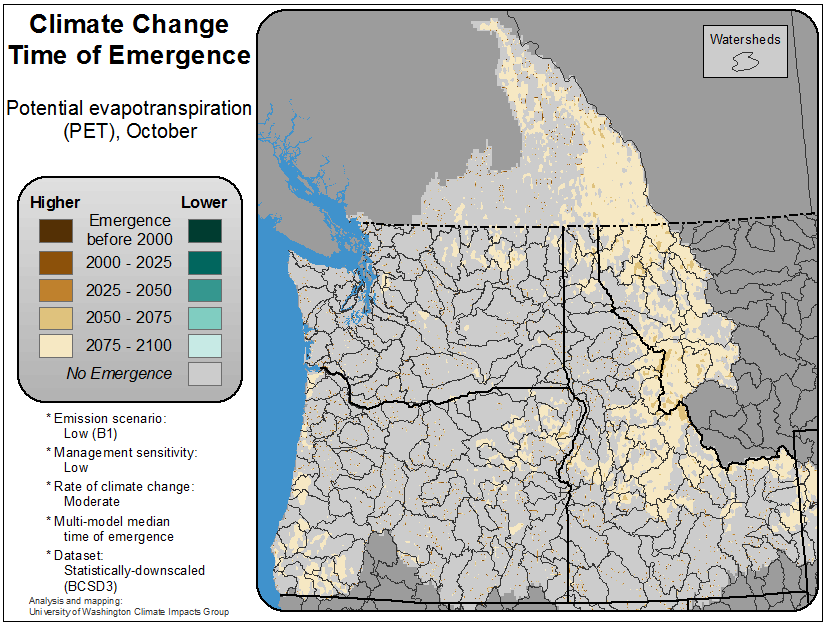 Climate Change
Time of Emergence
Potential evapotranspiration
(PET), October
Higher
Lower
Emergence
before 2000
2000 - 2025
2025 - 2050
2050 - 2075
2075 - 2100
No Emergence
* Emission scenario:
Low (B1)
* Management sensitivity:
Low
* Rate of climate change:
Moderate
* Multi-model median
time of emergence
* Dataset:
Statistically-downscaled
(BCSD3)
Analysis and mapping:
University of Washington Climate Impacts Group
Watersheds